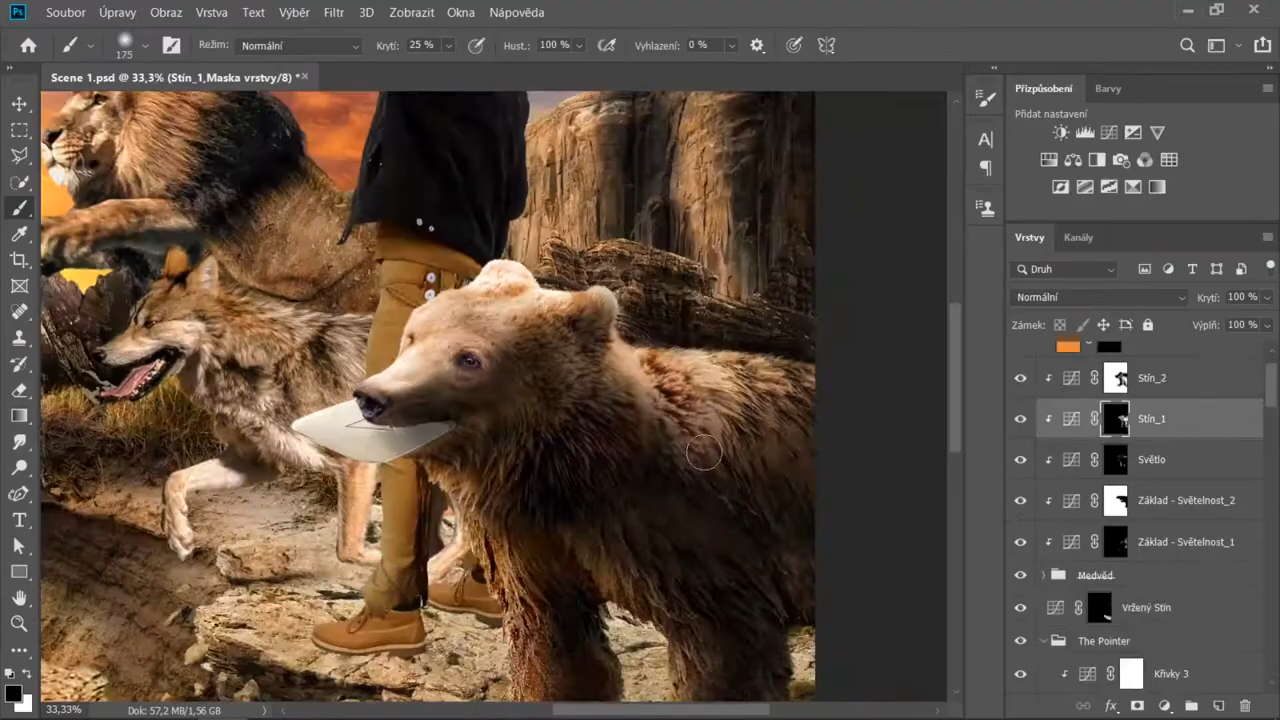 Ps Soubor Úpravy Obraz Vrstva Text Výběr Filtr 3D Zobrazit Okna Nápověda
175 Režim: Normální Krytí: 25 % Hust.: 100 % Vyhlazení: 0 %
Scene 1.psd @ 33,3% (Stín_1,Maska vrstvy/8) *
Přizpůsobení Barvy
Přidat nastavení
Vrstvy Kanály
Druh
Normální Krytí: 100 %
Zámek: Výplň: 100 %
Stín_2
Stín_1
Světlo
Základ - Světelnost_2
Základ - Světelnost_1
Medvěd
Vržený Stín
The Pointer
Křivky 3
33,33% Dok: 57,2 MB/1,56 GB